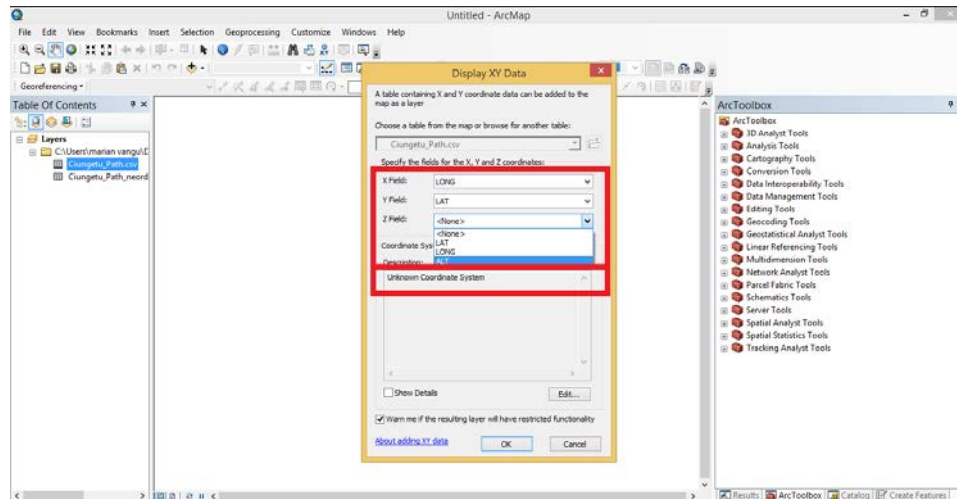 Untitled - ArcMap
File Edit View Bookmarks Insert Selection Geoprocessing Customize Windows Help
Georeferencing
Table Of Contents
Layers
C:\Users\marian vangu\D
Ciungetu_Path.csv
Ciungetu_Path_neord
Display XY Data
A table containing X and Y coordinate data can be added to the
map as a layer
Choose a table from the map or browse for another table:
Ciungetu_Path.csv
Specify the fields for the X, Y and Z coordinates:
X Field: LONG
Y Field: LAT
Z Field: <None>
<None>
LAT
LONG
ALT
Coordinate Sys
Description:
Unknown Coordinate System
Show Details
Edit...
Warn me if the resulting layer will have restricted functionality
About adding XY data
OK
Cancel
ArcToolbox
ArcToolbox
3D Analyst Tools
Analysis Tools
Cartography Tools
Conversion Tools
Data Interoperability Tools
Data Management Tools
Editing Tools
Geocoding Tools
Geostatistical Analyst Tools
Linear Referencing Tools
Multidimension Tools
Network Analyst Tools
Parcel Fabric Tools
Schematics Tools
Server Tools
Spatial Analyst Tools
Spatial Statistics Tools
Tracking Analyst Tools
Results ArcToolbox Catalog Create Features